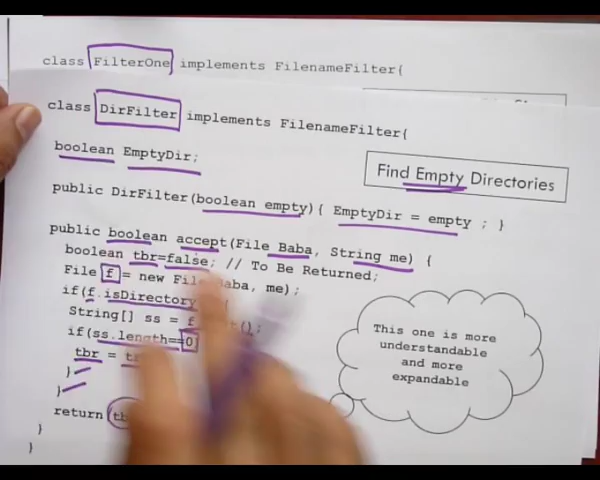 class FilterOne implements FilenameFilter{
class DirFilter implements FilenameFilter{
boolean EmptyDir;
Find Empty Directories
public DirFilter(boolean empty){ EmptyDir = empty ; }
public boolean accept(File Baba, String me) {
boolean tbr=false; // To Be Returned;
File f = new File Baba, me);
if(f.isDirectory {
String[] ss =
if(ss.length==0
tbr =
}
}
return
}
}
This one is more
understandable
and more
expandable